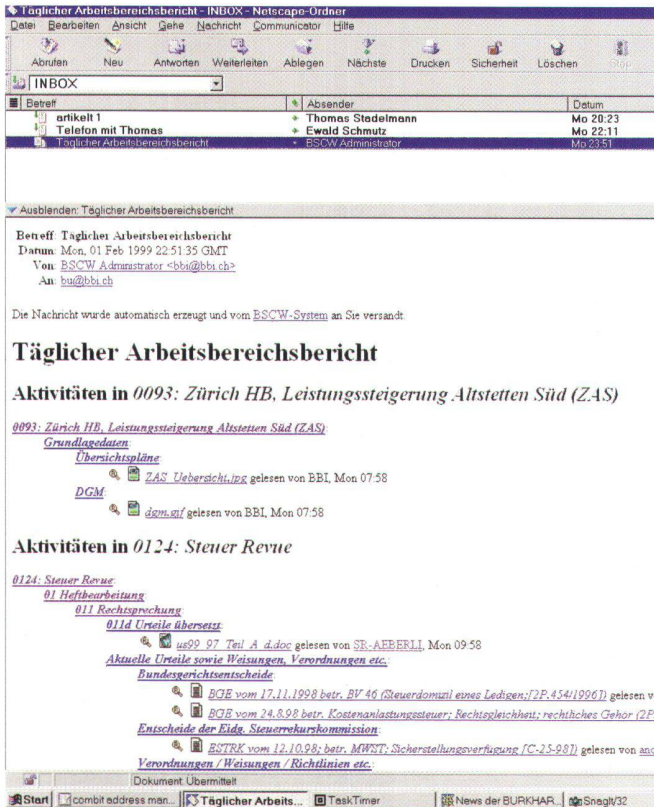 Täglicher Arbeitsbereichsbericht - INBOX - Netscape-Ordner
Datei Bearbeiten Ansicht Gehe Nachricht Communicator Hilfe
Abrufen Neu Antworten Weiterleiten Ablegen Nächste Drucken Sicherheit Löschen Stop
INBOX
Betreff Absender Datum
artikelt 1 Thomas Stadelmann Mo 20:23
Telefon mit Thomas Ewald Schmutz Mo 22:11
Täglicher Arbeitsbereichsbericht BSCW Administrator Mo 23:51
Ausblenden: Täglicher Arbeitsbereichsbericht
Betreff: Täglicher Arbeitsbereichsbericht
Datum: Mon, 01 Feb 1999 22:51:35 GMT
Von: BSCW Administrator <bbi@bbi.ch>
An: bu@bbi.ch
Die Nachricht wurde automatisch erzeugt und vom BSCW-System an Sie versandt.
Täglicher Arbeitsbereichsbericht
Aktivitäten in 0093: Zürich HB, Leistungssteigerung Altstetten Süd (ZAS)
0093: Zürich HB, Leistungssteigerung Altstetten Süd (ZAS):
Grundlagedaten:
Übersichtspläne:
ZAS_Uebersicht.jpg gelesen von BBI, Mon 07:58
DGM:
dgm.gif gelesen von BBI, Mon 07:58
Aktivitäten in 0124: Steuer Revue
0124: Steuer Revue:
01 Heftbearbeitung:
011 Rechtsprechung:
011d Urteile übersetzt:
us99_97_Teil_A_d.doc gelesen von SR-AEBERLI, Mon 09:58
Aktuelle Urteile sowie Weisungen, Verordnungen etc.:
Bundesgerichtsentscheide:
BGE vom 17.11.1998 betr. BV 46 (Steuerdomizil eines Ledigen;[2P.454/1996]) gelesen v
BGE vom 24.8.98 betr. Kostenanlastungssteuer; Rechtsgleichheit; rechtliches Gehör (2P
Entscheide der Eidg. Steuerrekurskommission:
ESTRK vom 12.10.98; betr. MWST; Sicherstellungsverfügung [C-25-98]) gelesen von
Verordnungen / Weisungen / Richtlinien etc.:
Dokument: Übermittelt
Start combit address man... Täglicher Arbeits... TaskTimer News der BURKHAR... SnagIt/32